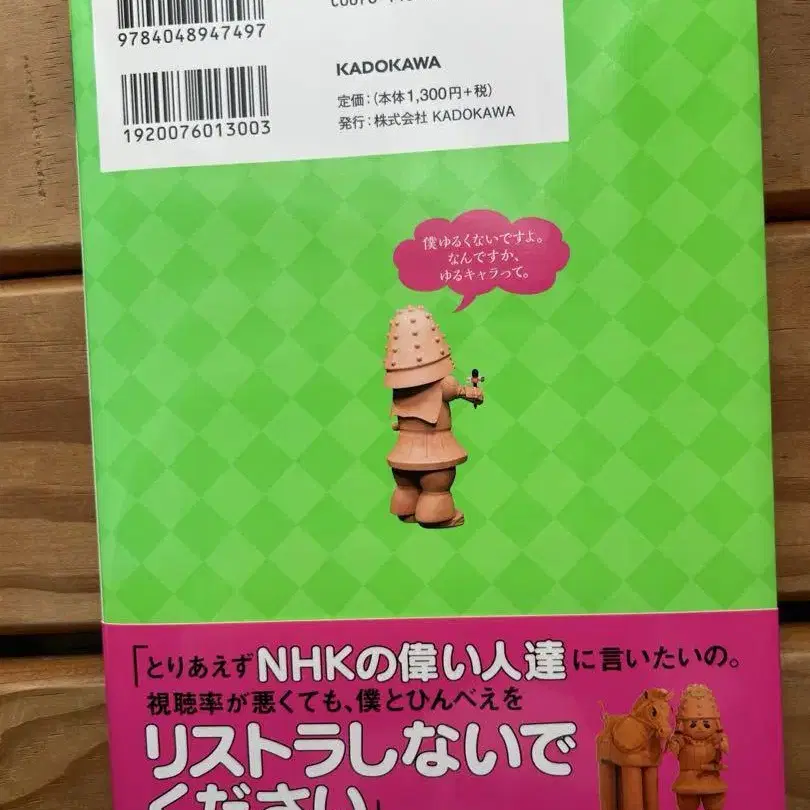 9784048947497
KADOKAWA
定価：（本体1,300円＋税）
発行：株式会社 KADOKAWA
1920076013003
僕ゆるくないですよ。
なんですか、
ゆるキャラって。
「とりあえずNHKの偉い人達に言いたいの。
視聴率が悪くても、僕とひんべえを
リストラしないで
ください」